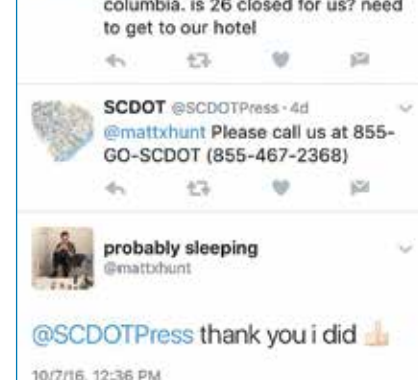 columbia. is 26 closed for us? need
to get to our hotel
SCDOT @SCDOTPress · 4d
@mattxhunt Please call us at 855-
GO-SCDOT (855-467-2368)
probably sleeping
@mattxhunt
@SCDOTPress thank you i did 👍🏻
10/7/16, 12:36 PM